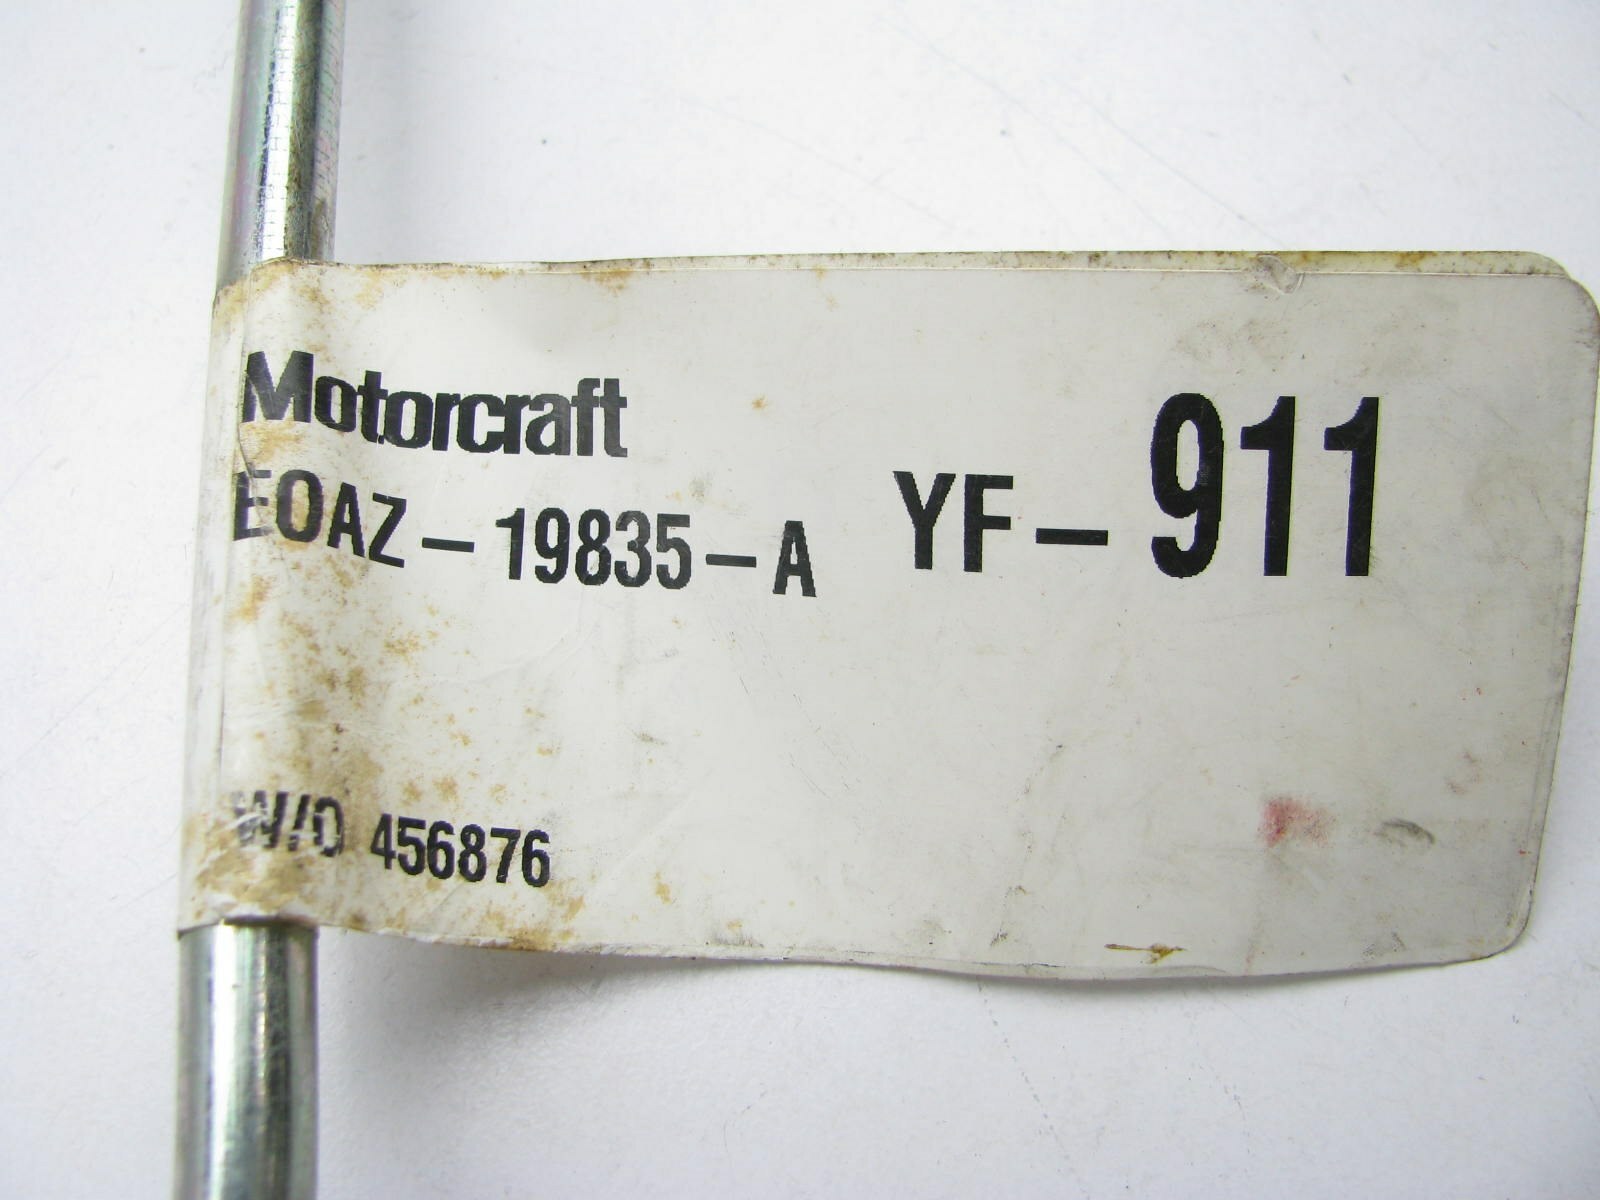 Motorcraft
EOAZ-19835-A YF-911
W/O 456876